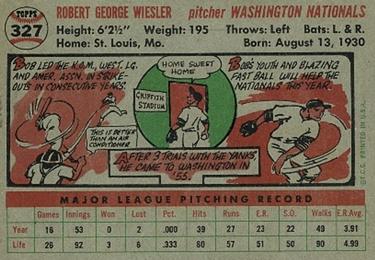 TOPPS
327
ROBERT GEORGE WIESLER pitcher WASHINGTON NATIONALS
Height: 6'2½" Weight: 195 Throws: Left Bats: L. & R.
Home: St. Louis, Mo. Born: August 13, 1930
BOB LED THE K.O.M., WEST. LG. AND AMER. ASSN. IN STRIKE-
OUTS IN CONSECUTIVE YEARS.
THIS IS BETTER THAN AN AIR CONDITIONER
HOME SWEET HOME
GRIFFITH STADIUM
AFTER 3 TRIALS WITH THE YANKS, HE CAME TO WASHINGTON IN '55.
BOB'S YOUTH AND BLAZING FAST BALL WILL HELP THE NATIONALS THIS YEAR.
©T.C.G. PRINTED IN U.S.A.
MAJOR LEAGUE PITCHING RECORD
Games Innings Won Lost Pct. Hits Runs E.R. S.O. Walks E.R.Avg.
Year 16 53 0 2 .000 39 27 23 22 49 3.91
Life 26 92 3 6 .333 80 57 51 50 90 4.99